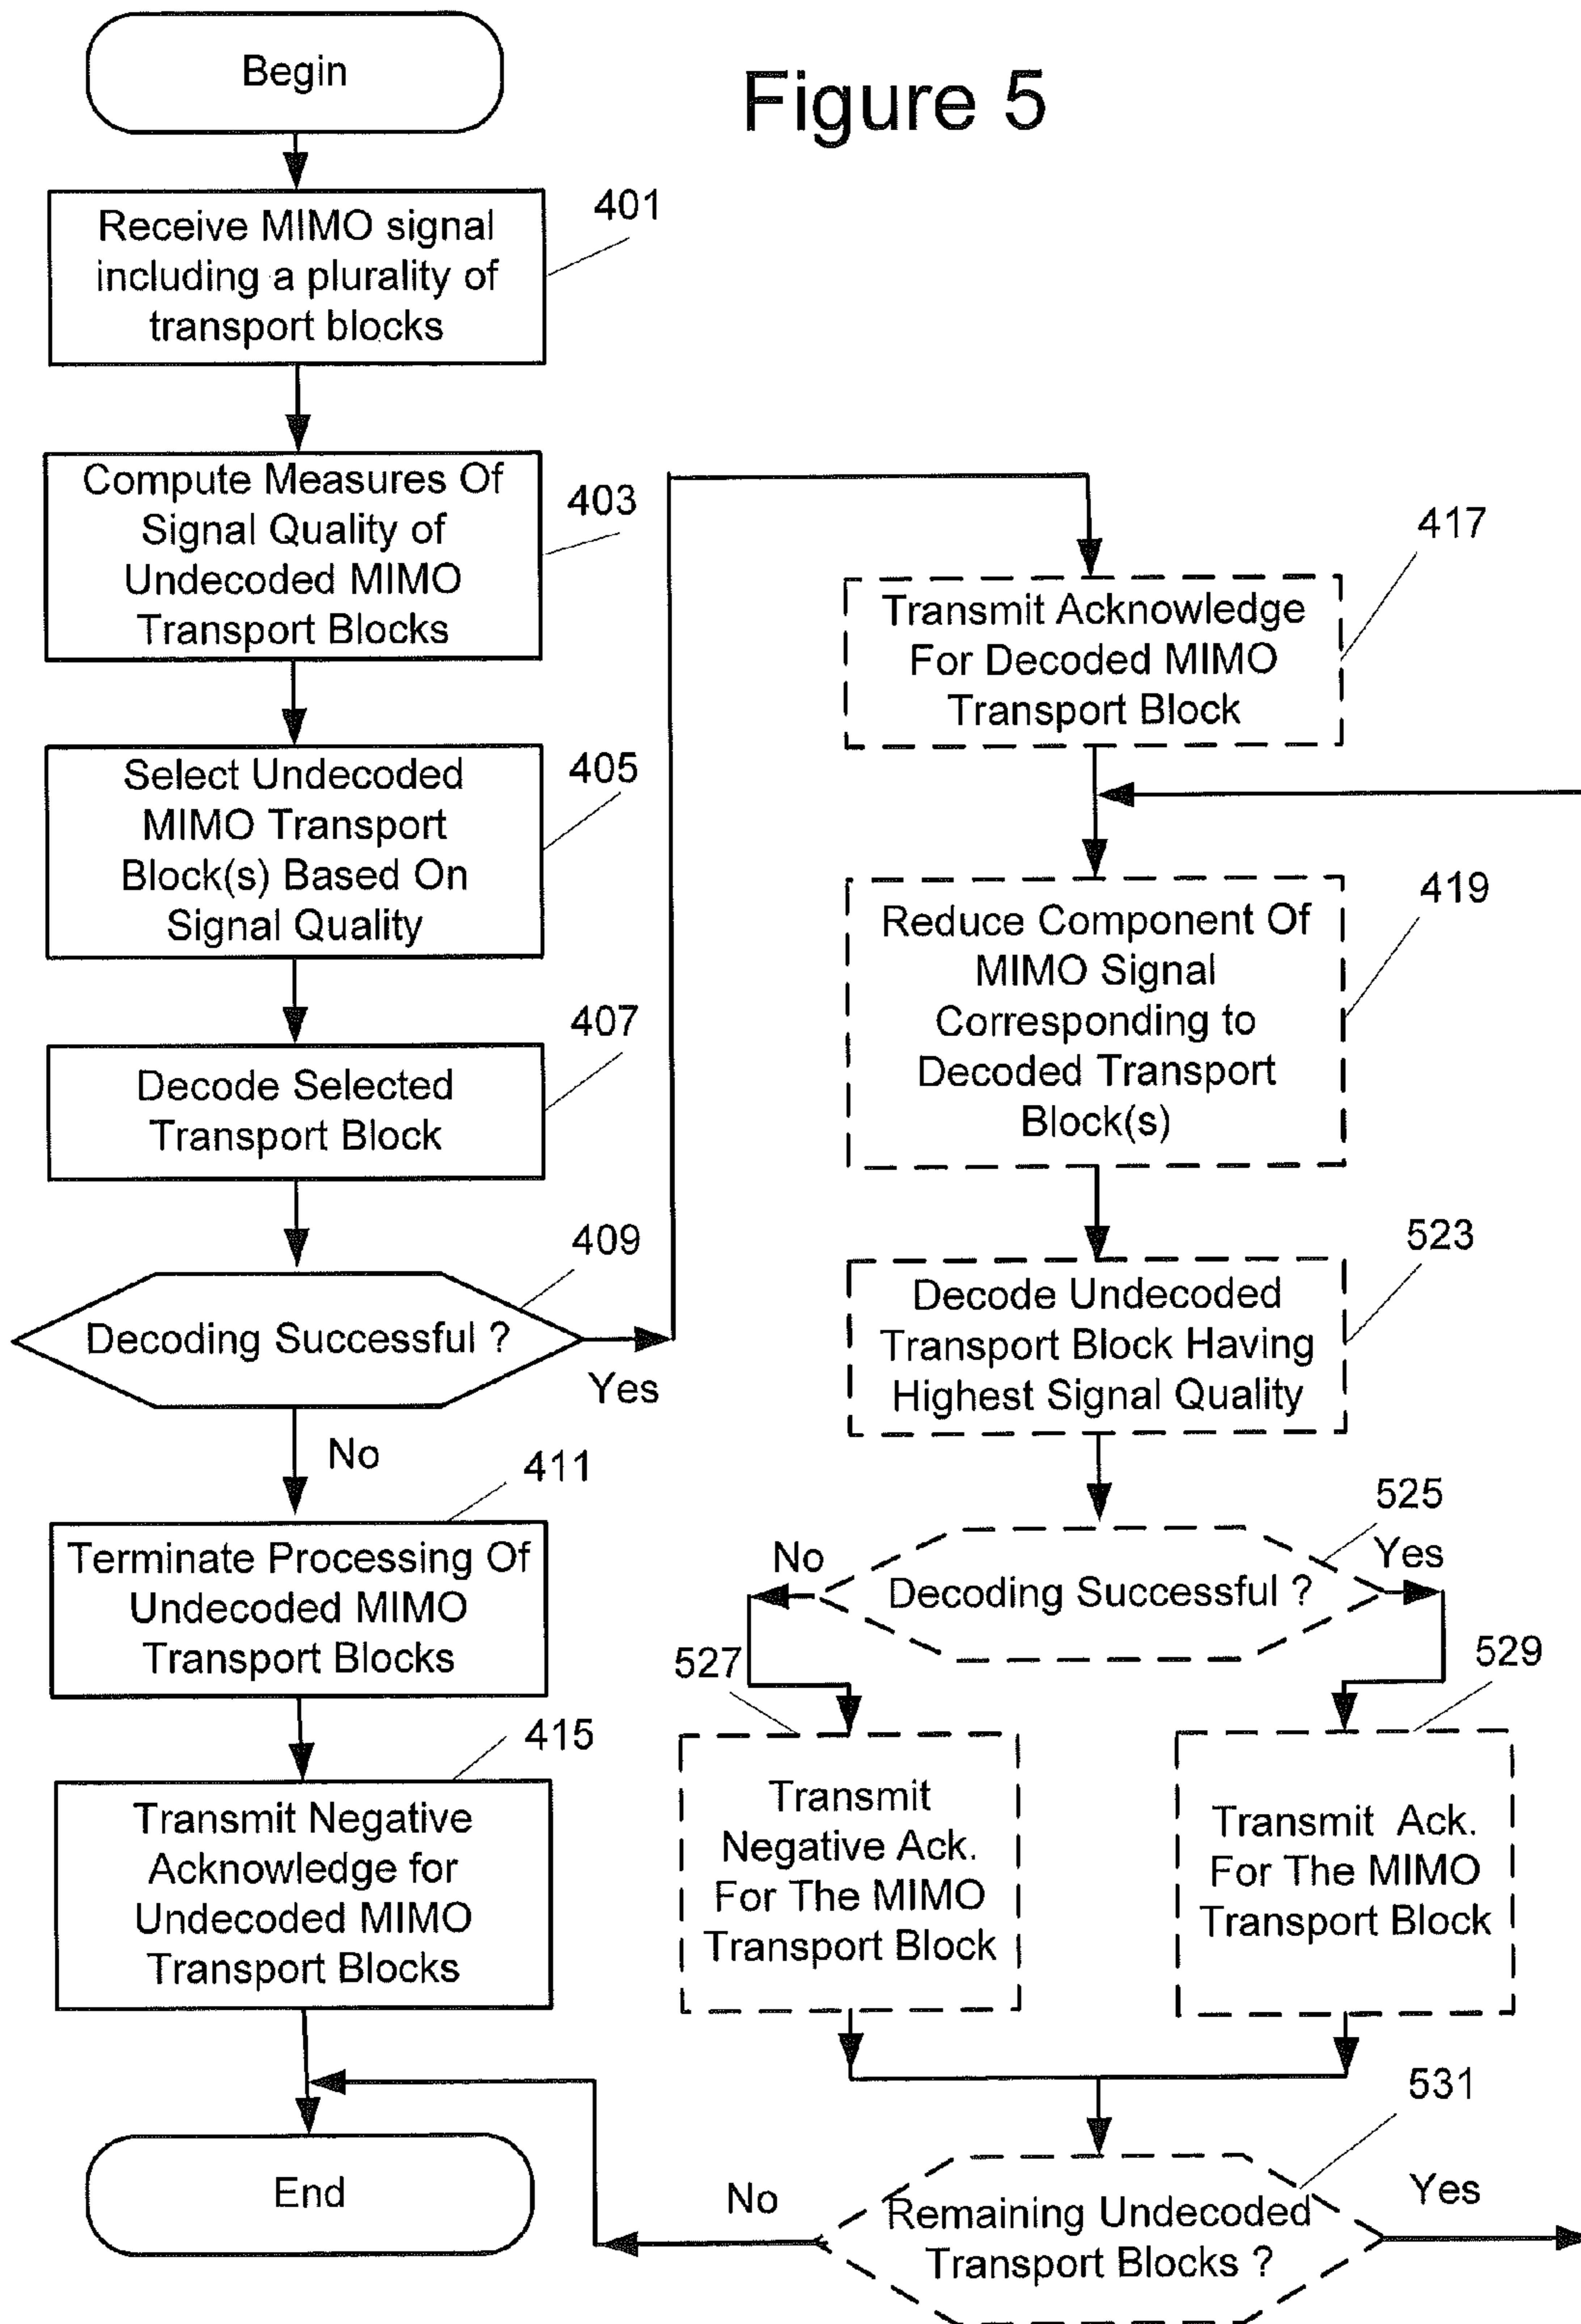 Figure 5
Begin
Receive MIMO signal
including a plurality of
transport blocks
401
Compute Measures Of
Signal Quality of
Undecoded MIMO
Transport Blocks
403
Select Undecoded
MIMO Transport
Block(s) Based On
Signal Quality
405
Decode Selected
Transport Block
407
Decoding Successful ?
409
Yes
No
Terminate Processing Of
Undecoded MIMO
Transport Blocks
411
Transmit Negative
Acknowledge for
Undecoded MIMO
Transport Blocks
415
End
Transmit Acknowledge
For Decoded MIMO
Transport Block
417
Reduce Component Of
MIMO Signal
Corresponding to
Decoded Transport
Block(s)
419
Decode Undecoded
Transport Block Having
Highest Signal Quality
523
Decoding Successful ?
525
No
Yes
527
Transmit
Negative Ack.
For The MIMO
Transport Block
529
Transmit Ack.
For The MIMO
Transport Block
531
Remaining Undecoded
Transport Blocks ?
No
Yes